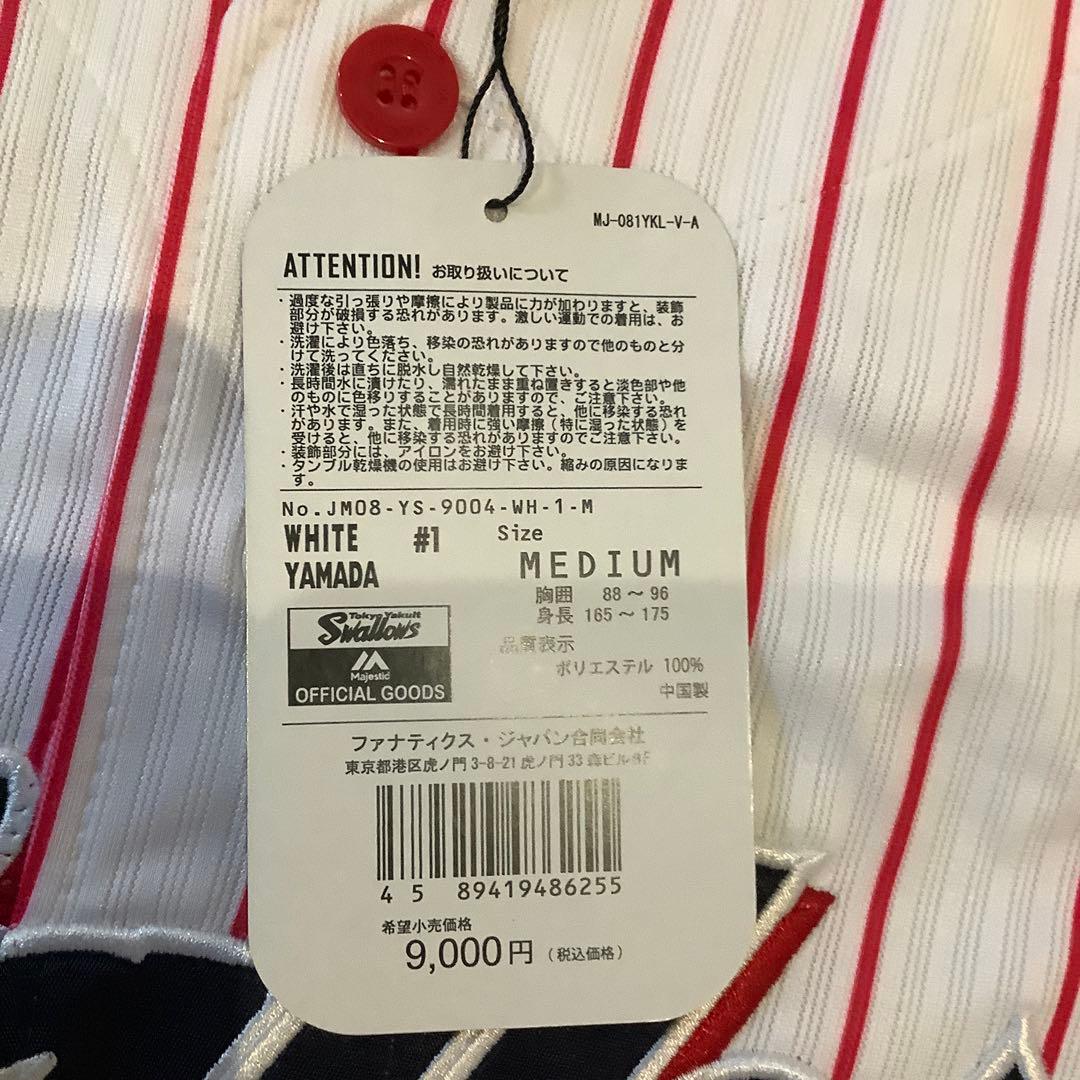 MJ-081YKL-V-A
ATTENTION! お取り扱いについて
・過度な引っ張りや摩擦により製品に力が加わりますと、装飾
部分が破損する恐れがあります。激しい運動での着用は、お
避け下さい。
・洗濯により色落ち、移染の恐れがありますので他のものと分
けて洗ってください。
・洗濯後は直ちに脱水し自然乾燥して下さい。
・長時間水に漬けたり、濡れたまま重ね置きすると淡色部や他
のものに色移りすることがありますので、ご注意下さい。
・汗や水で湿った状態で長時間着用すると、他に移染する恐れ
があります。また、着用時に強い摩擦（特に湿った状態）を
受けると、他に移染する恐れがありますのでご注意下さい。
・装飾部分には、アイロンをお避け下さい。
・タンブル乾燥機の使用はお避け下さい。縮みの原因になりま
す。
No.JM08-YS-9004-WH-1-M
WHITE #1 Size
YAMADA MEDIUM
胸囲 88～96
身長 165～175
Tokyo Yakult
Swallows
Majestic
OFFICIAL GOODS
品質表示
ポリエステル 100%
中国製
ファナティクス・ジャパン合同会社
東京都港区虎ノ門 3-8-21 虎ノ門 33 森ビル 8F
4 589419486255
希望小売価格
9,000円（税込価格）